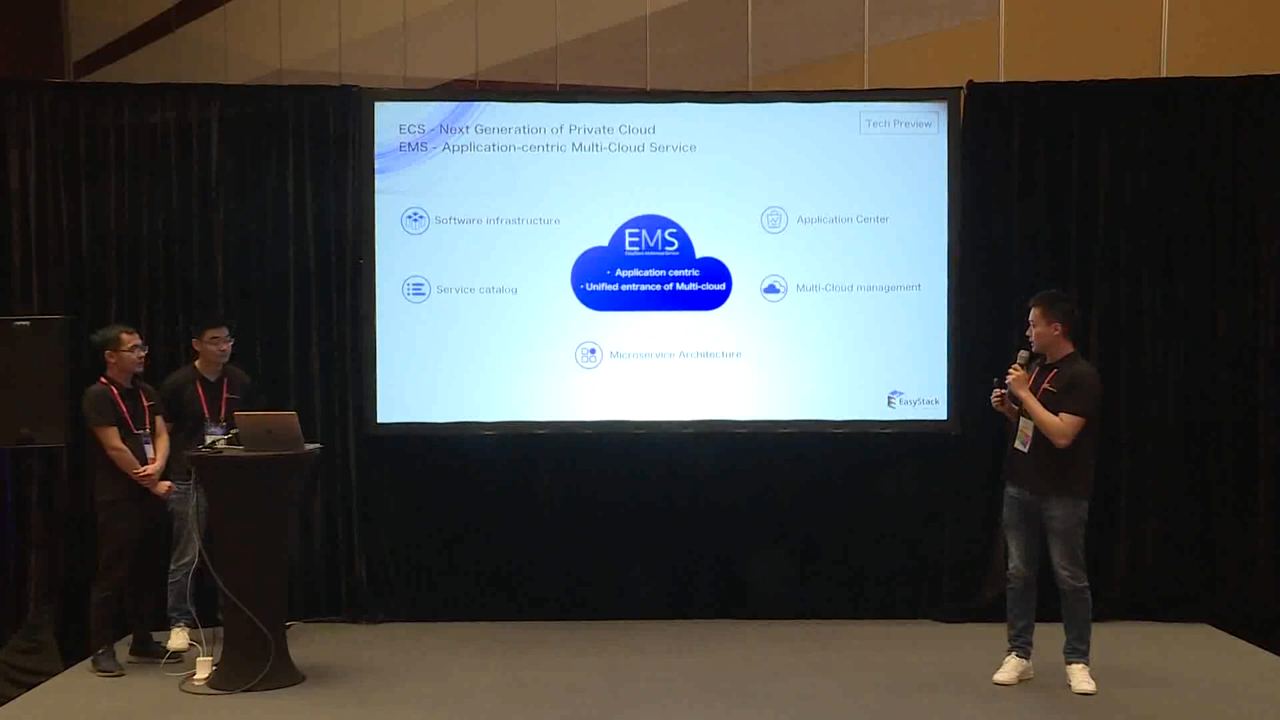 ECS - Next Generation of Private Cloud
EMS - Application-centric Multi-Cloud Service
Tech Preview
Software infrastructure
Service catalog
EMS
• Application centric
• Unified entrance of Multi-cloud
Microservice Architecture
Application Center
Multi-Cloud management
EasyStack